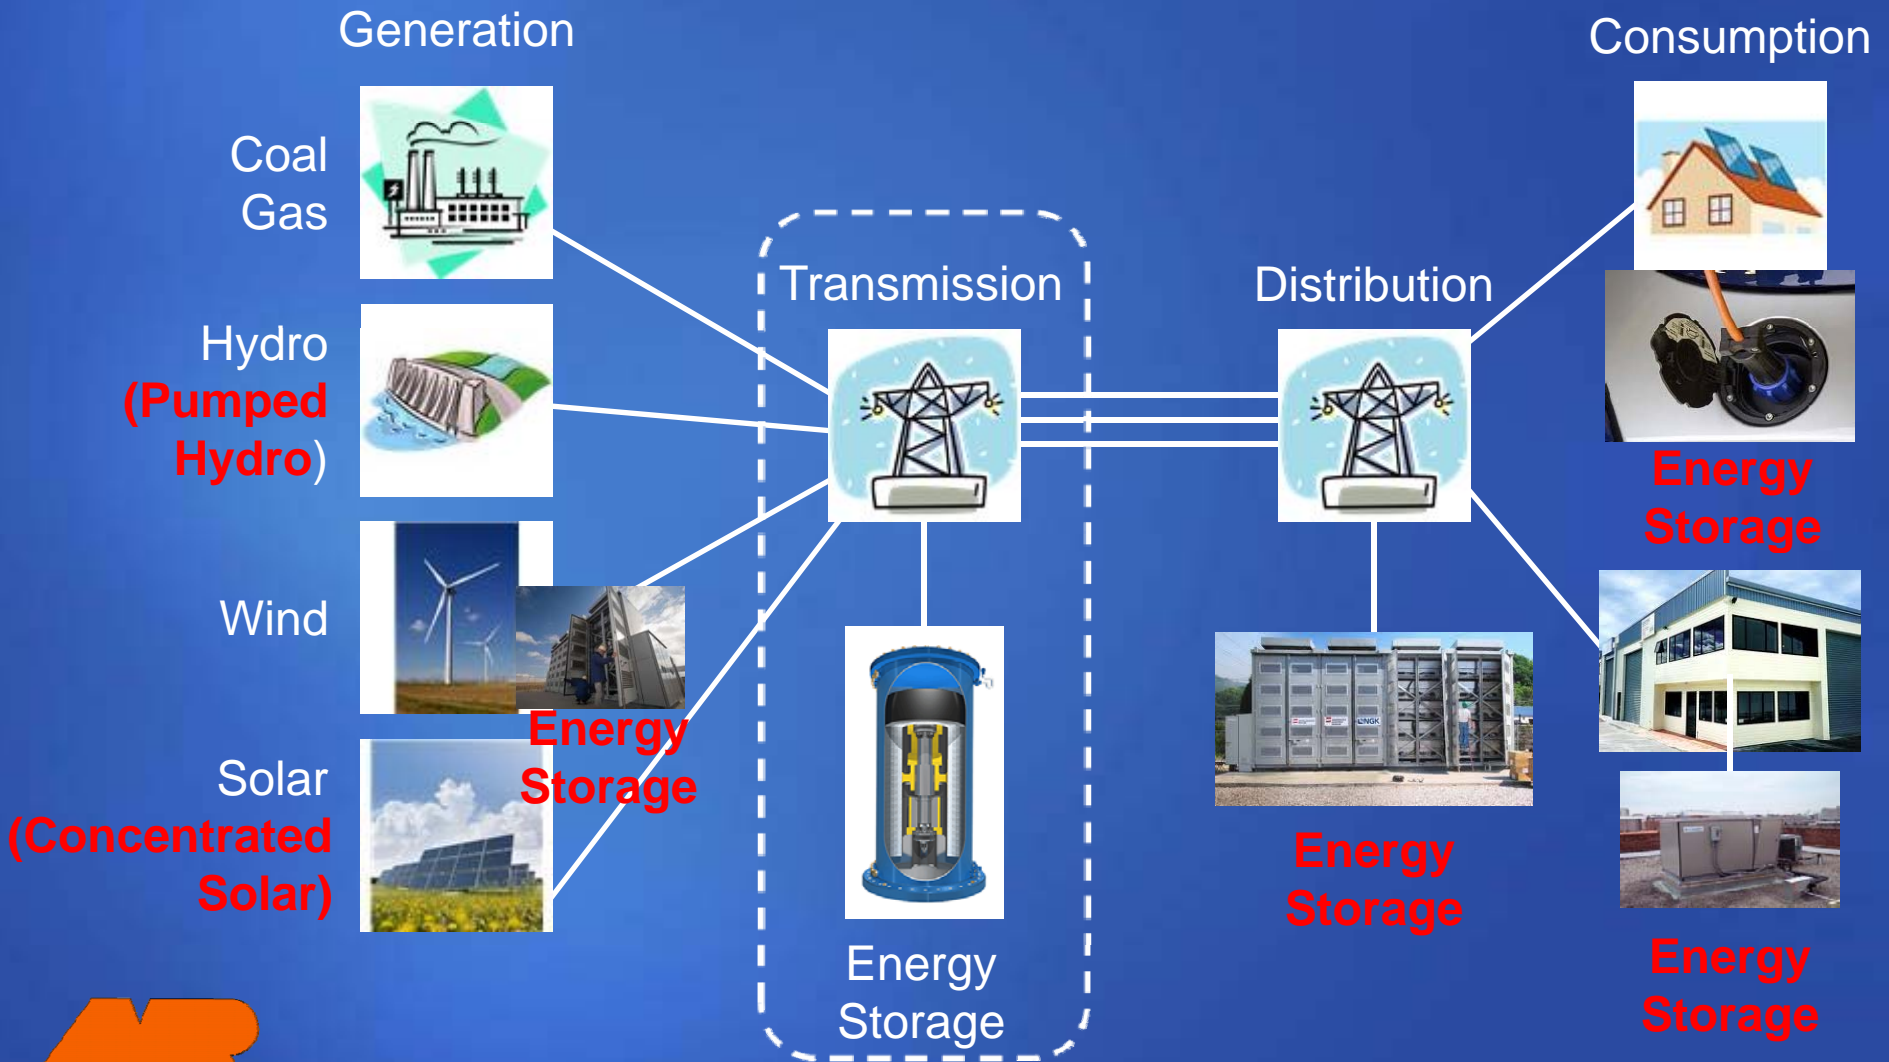 Generation
Consumption
Coal
Gas
Transmission
Distribution
Hydro
(Pumped
Hydro)
Energy
Storage
Wind
Energy
Storage
NGK
Solar
(Concentrated
Solar)
Energy
Storage
Energy
Storage
Energy
Storage